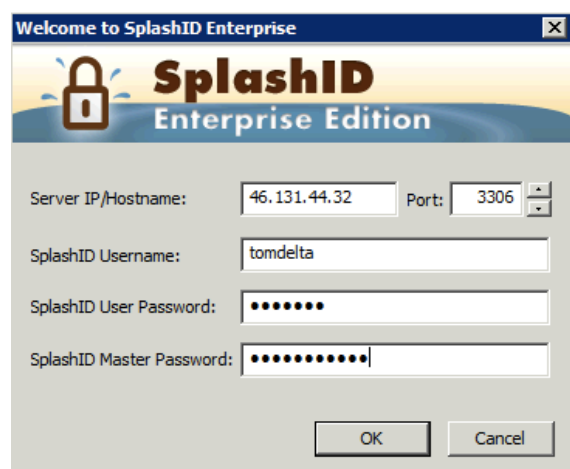 Welcome to SplashID Enterprise
SplashID
Enterprise Edition
Server IP/Hostname: 46.131.44.32 Port: 3306
SplashID Username: tomdelta
SplashID User Password: •••••••
SplashID Master Password: •••••••••••
OK Cancel